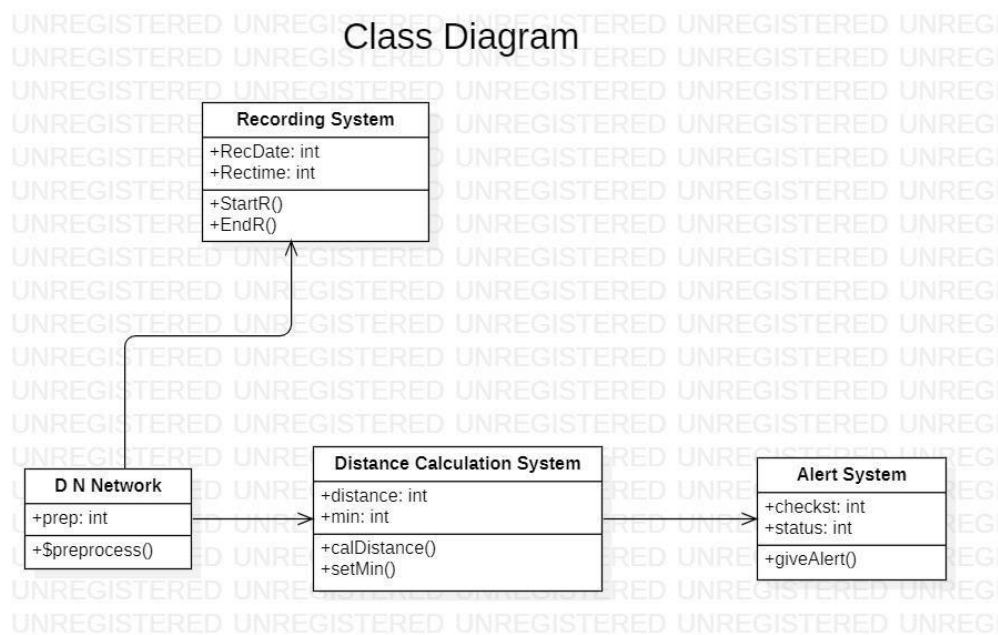 Class Diagram
Recording System
+RecDate: int
+Rectime: int
+StartR()
+EndR()
D N Network
+prep: int
+$preprocess()
Distance Calculation System
+distance: int
+min: int
+calDistance()
+setMin()
Alert System
+checkst: int
+status: int
+giveAlert()
UNREGISTERED